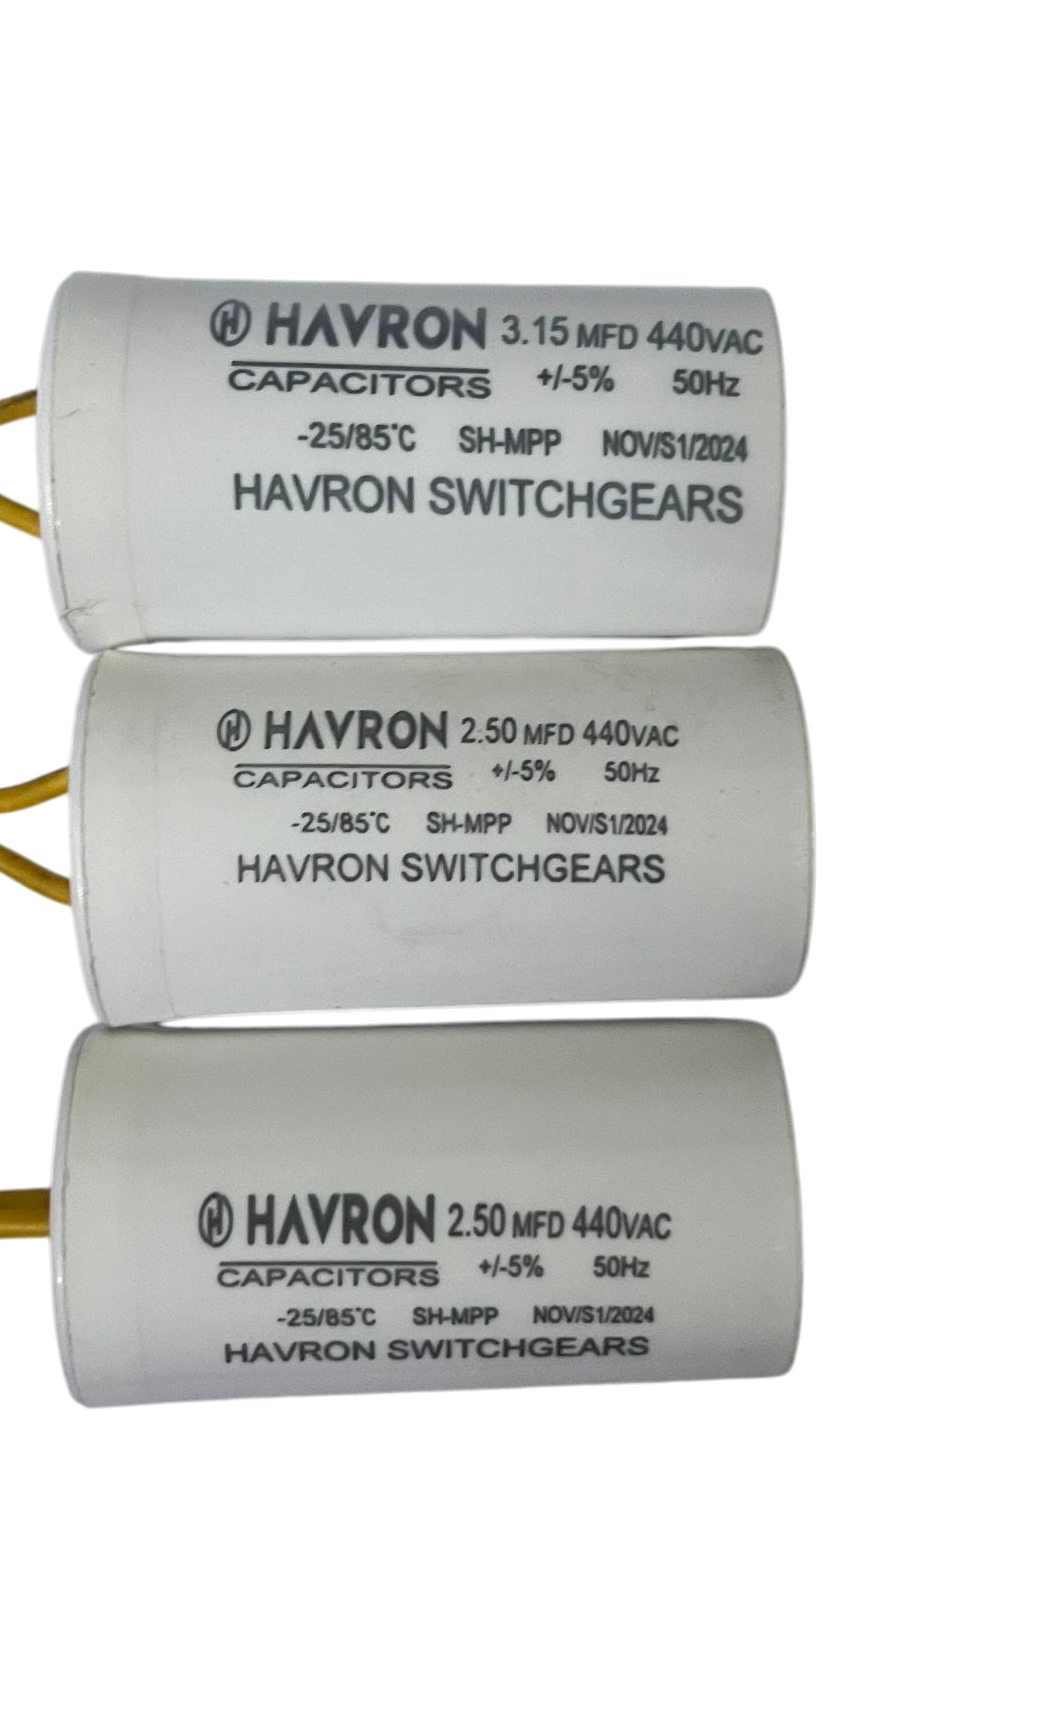 HAVRON 3.15 MFD 440VAC
CAPACITORS +/-5% 50Hz
-25/85°C SH-MPP NOV/S1/2024
HAVRON SWITCHGEARS
HAVRON 2.50 MFD 440VAC
CAPACITORS +/-5% 50Hz
-25/85°C SH-MPP NOV/S1/2024
HAVRON SWITCHGEARS
HAVRON 2.50 MFD 440VAC
CAPACITORS +/-5% 50Hz
-25/85°C SH-MPP NOV/S1/2024
HAVRON SWITCHGEARS